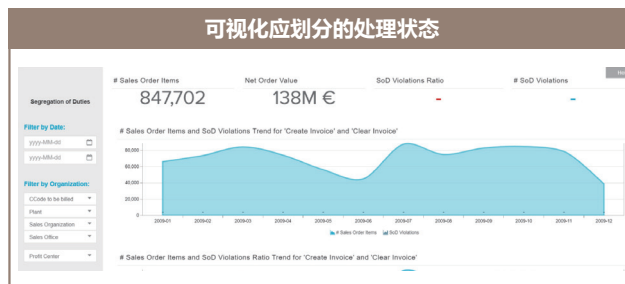 可视化应划分的处理状态
Segregation of Duties
Filter by Date:
yyyy-MM-dd
yyyy-MM-dd
Filter by Organization:
CCode to be billed
Plant
Sales Organization
Sales Office
Profit Center
# Sales Order Items
847,702
Net Order Value
138M €
SoD Violations Ratio
-
# SoD Violations
-
# Sales Order Items and SoD Violations Trend for 'Create Invoice' and 'Clear Invoice'
80,000
60,000
40,000
20,000
0
2009-01 2009-02 2009-03 2009-04 2009-05 2009-06 2009-07 2009-08 2009-09 2009-10 2009-11 2009-12
# Sales Order Items SoD Violations
# Sales Order Items and SoD Violations Ratio Trend for 'Create Invoice' and 'Clear Invoice'